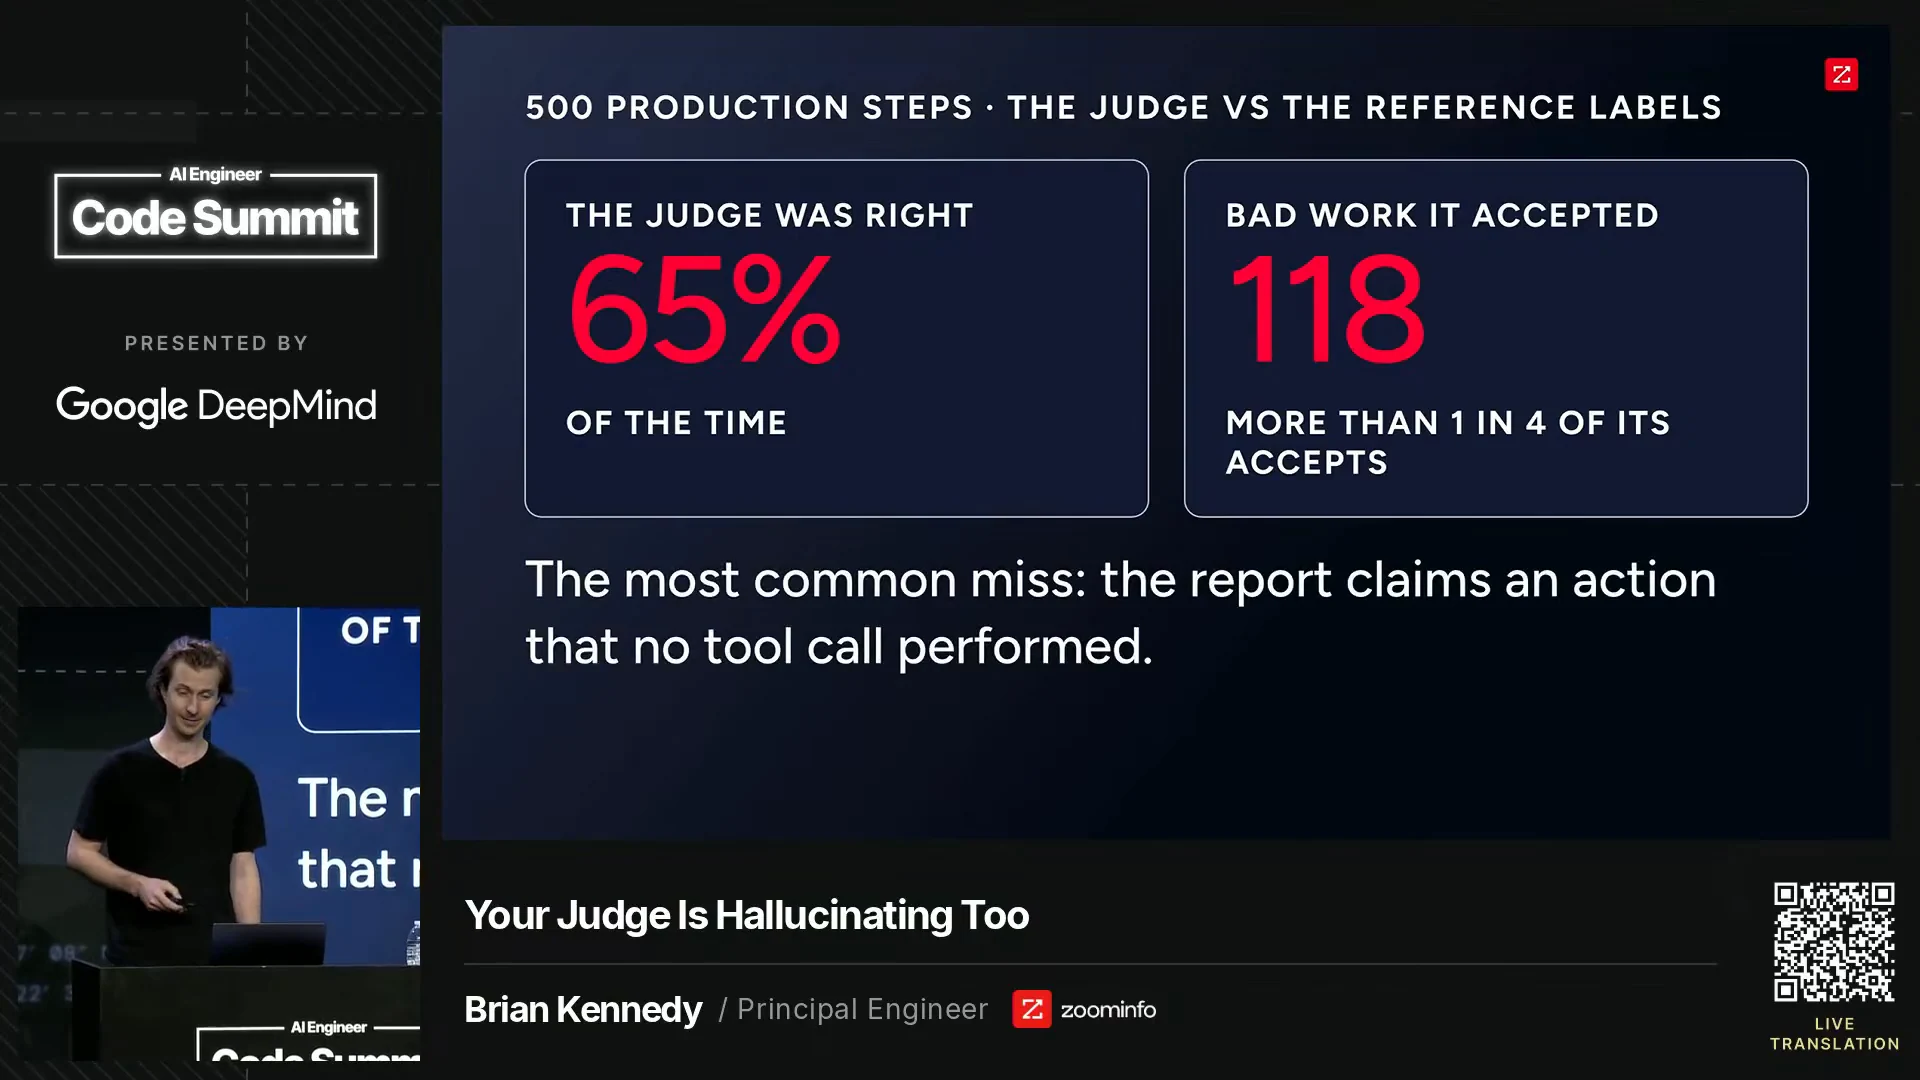 AI Engineer
Code Summit
PRESENTED BY
Google DeepMind
500 PRODUCTION STEPS · THE JUDGE VS THE REFERENCE LABELS
THE JUDGE WAS RIGHT
65%
OF THE TIME
BAD WORK IT ACCEPTED
118
MORE THAN 1 IN 4 OF ITS
ACCEPTS
The most common miss: the report claims an action
that no tool call performed.
OF T
The
that
AI Engineer
Code Summ
Your Judge Is Hallucinating Too
Brian Kennedy / Principal Engineer zoominfo
LIVE
TRANSLATION